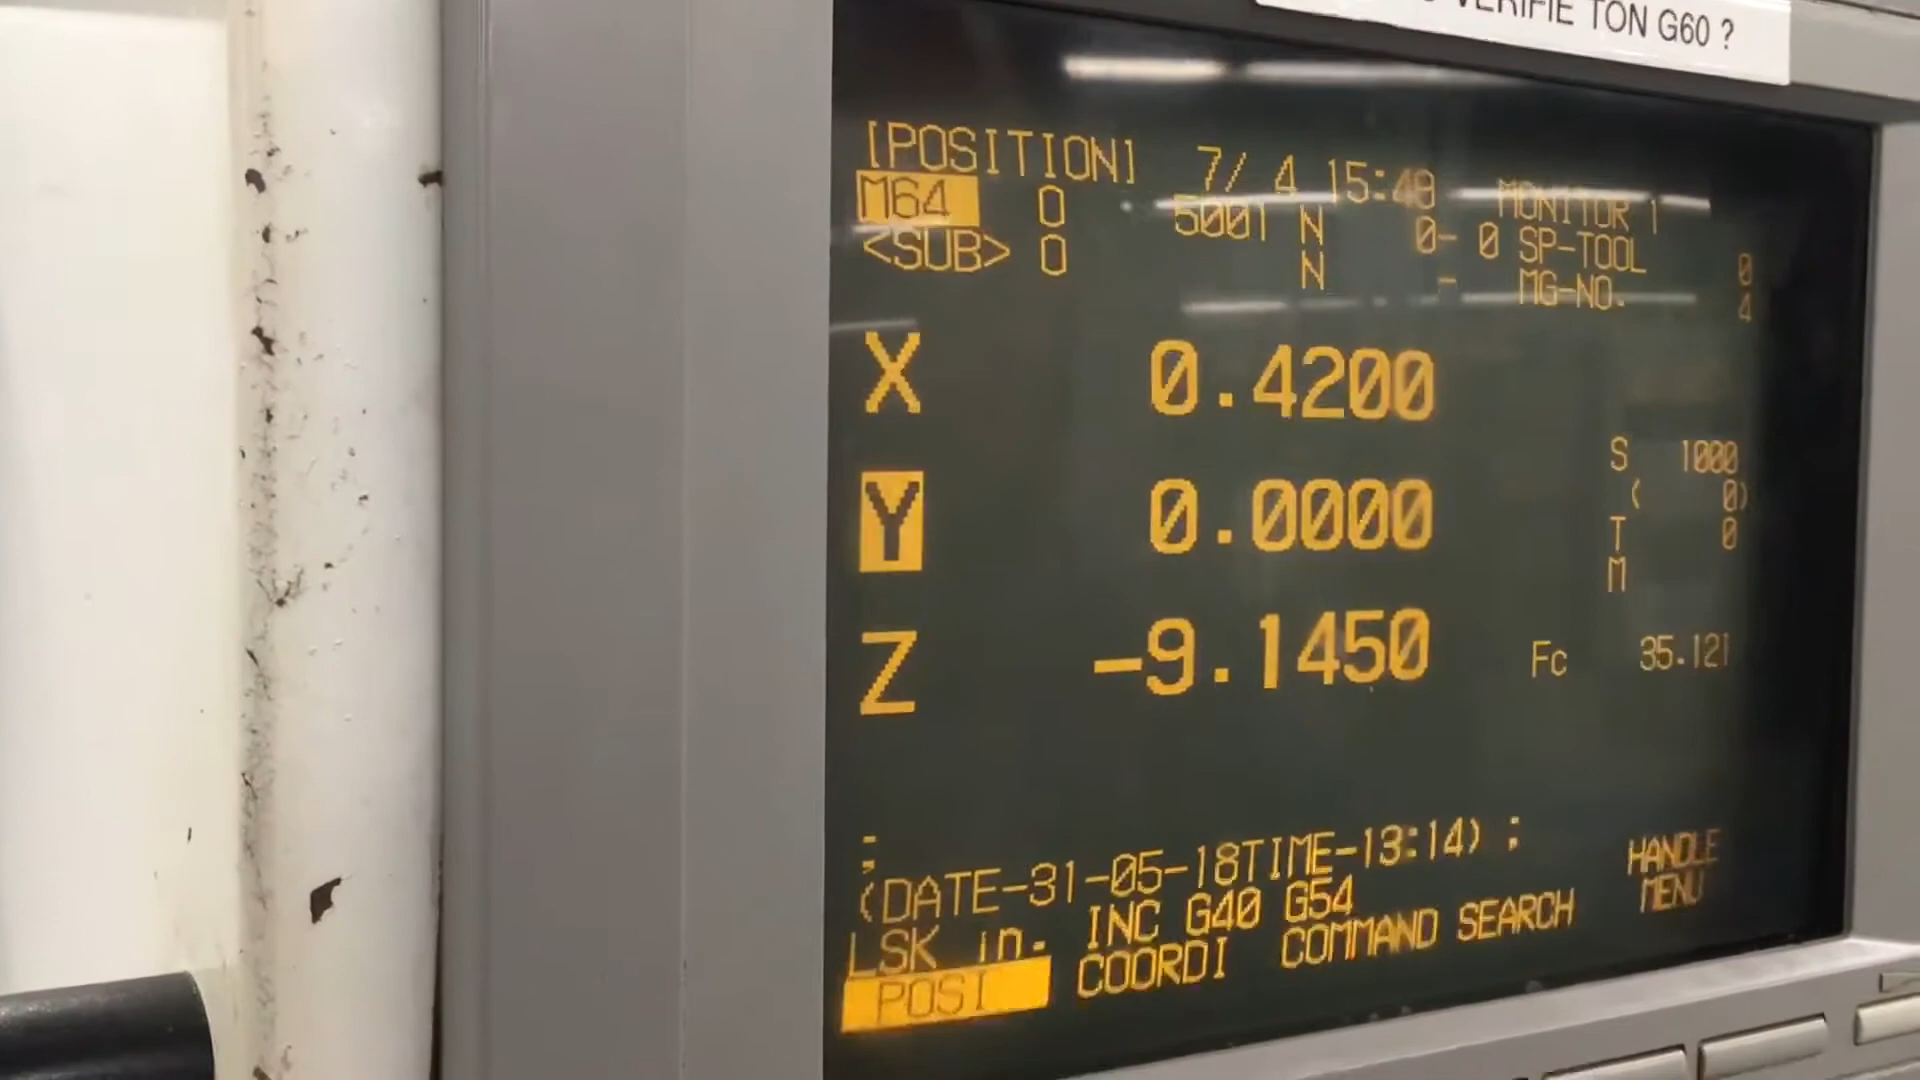 VERIFIE TON G60 ?
[POSITION] 7/ 4 15:48 MONITOR 1
M64 O 5001 N 0- 0 SP-TOOL 0
<SUB> O N - MG-NO. 4
X 0.4200
S 1000
( 0)
Y 0.0000
T 0
M
Z -9.1450 Fc 35.121
;
(DATE-31-05-18TIME-13:14) ;
LSK in. INC G40 G54
POSI COORDI COMMAND SEARCH HANDLE MENU